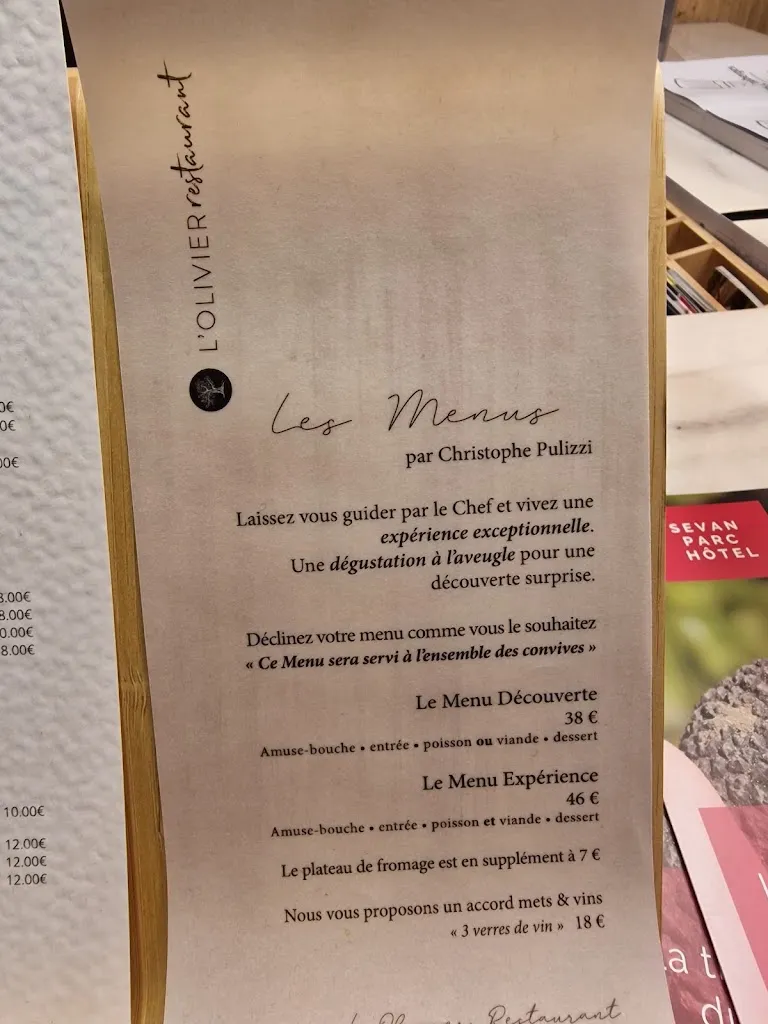 L'OLIVIER restaurant
Les Menus
par Christophe Pulizzi
Laissez vous guider par le Chef et vivez une
expérience exceptionnelle.
Une dégustation à l'aveugle pour une
découverte surprise.
Déclinez votre menu comme vous le souhaitez
« Ce Menu sera servi à l'ensemble des convives »
Le Menu Découverte
38 €
Amuse-bouche • entrée • poisson ou viande • dessert
Le Menu Expérience
46 €
Amuse-bouche • entrée • poisson et viande • dessert
Le plateau de fromage est en supplément à 7 €
Nous vous proposons un accord mets & vins
« 3 verres de vin » 18 €
Restaurant
10.00€
12.00€
12.00€
12.00€
SEVAN
PARC
HÔTEL